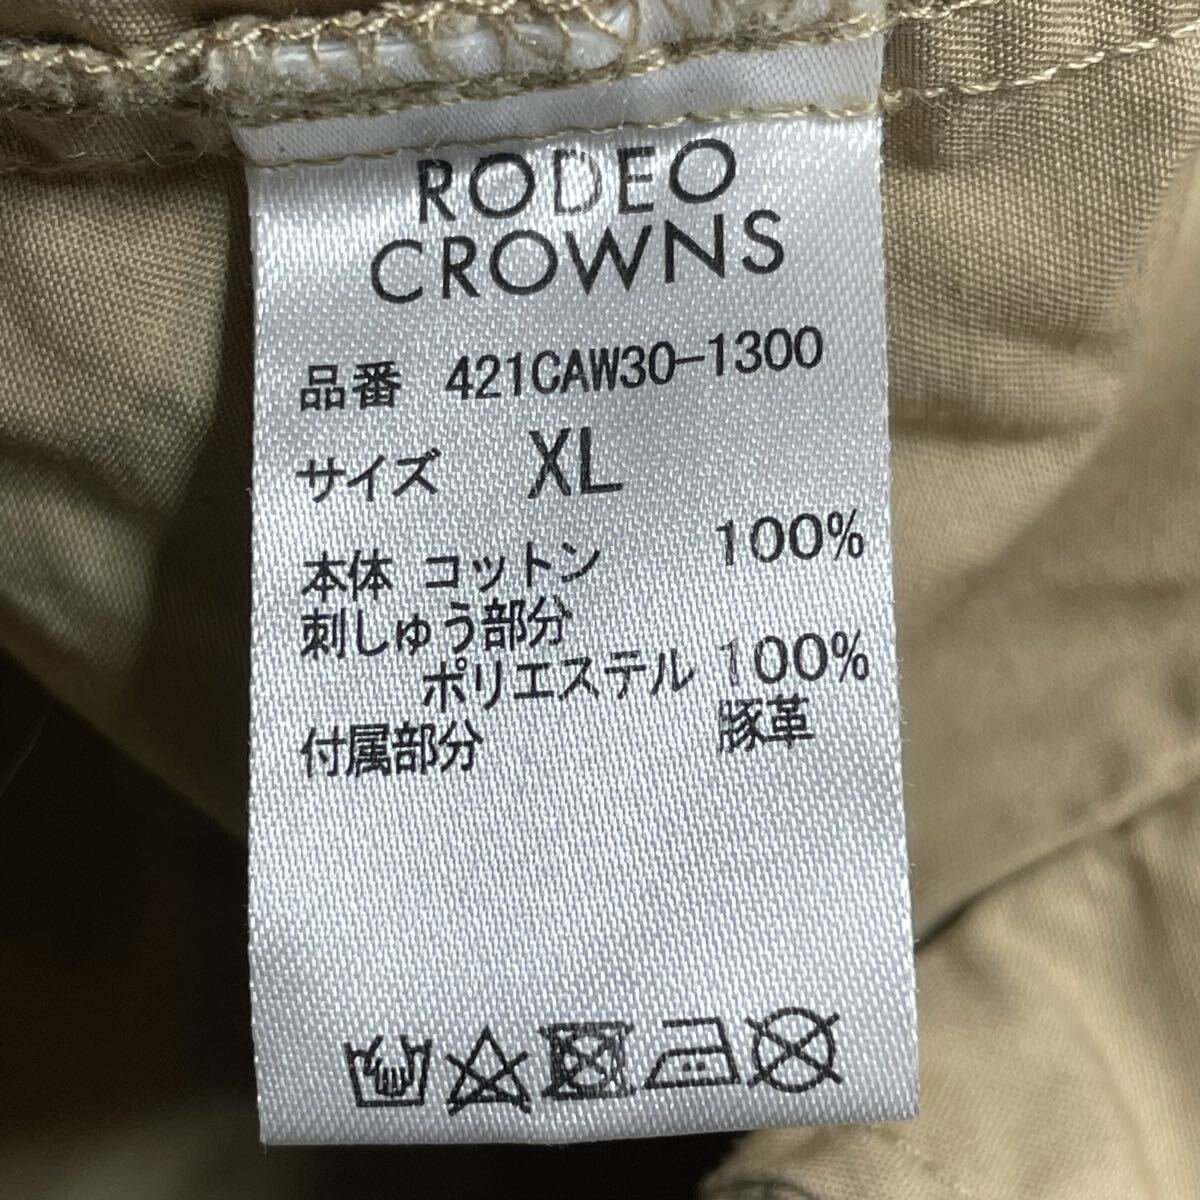 RODEO
CROWNS
品番 421CAW30-1300
サイズ XL
本体 コットン 100%
刺しゅう部分
ポリエステル 100%
付属部分 豚革